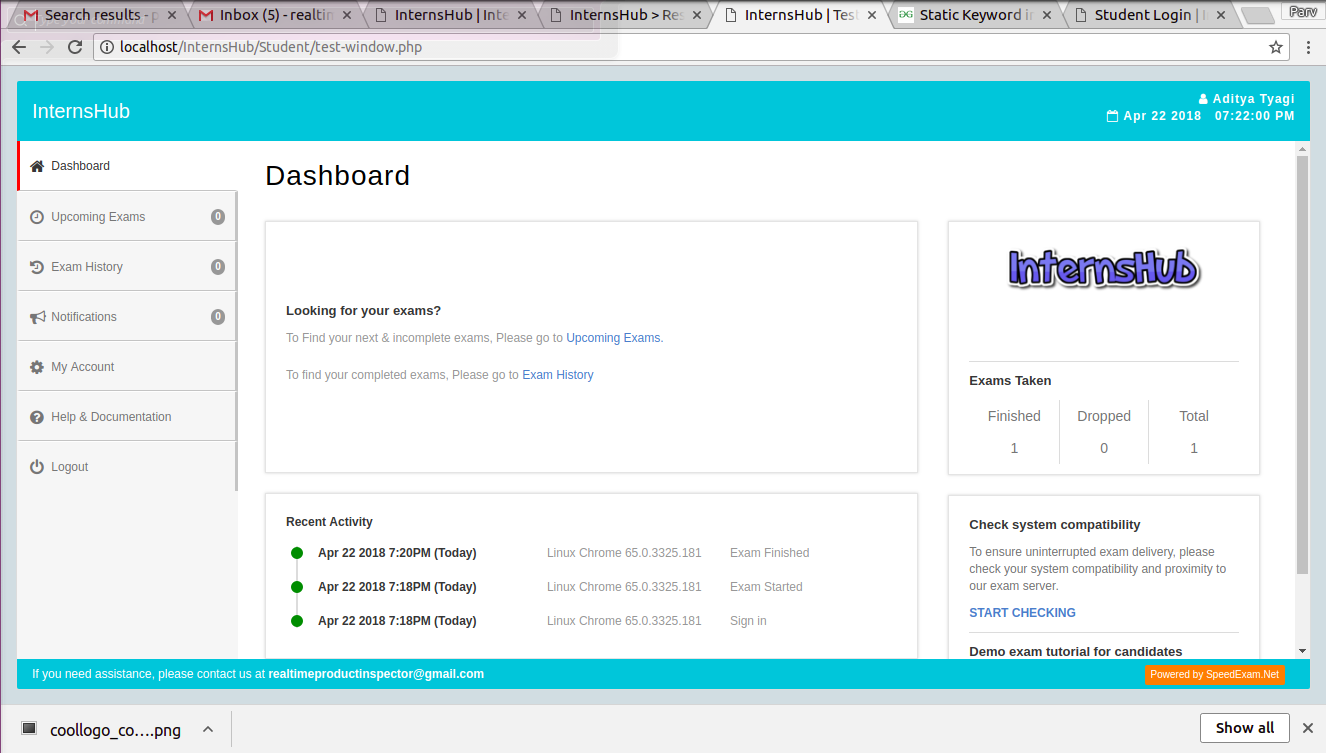 Search results - p
Inbox (5) - realtim
InternsHub | Inte
InternsHub > Res
InternsHub | Test
Static Keyword in
Student Login |
Parv
localhost/InternsHub/Student/test-window.php
InternsHub
Aditya Tyagi
Apr 22 2018 07:22:00 PM
Dashboard
Upcoming Exams 0
Exam History 0
Notifications 0
My Account
Help & Documentation
Logout
Dashboard
Looking for your exams?
To Find your next & incomplete exams, Please go to Upcoming Exams.
To find your completed exams, Please go to Exam History
InternsHub
Exams Taken
Finished Dropped Total
1 0 1
Recent Activity
Apr 22 2018 7:20PM (Today) Linux Chrome 65.0.3325.181 Exam Finished
Apr 22 2018 7:18PM (Today) Linux Chrome 65.0.3325.181 Exam Started
Apr 22 2018 7:18PM (Today) Linux Chrome 65.0.3325.181 Sign in
Check system compatibility
To ensure uninterrupted exam delivery, please
check your system compatibility and proximity to
our exam server.
START CHECKING
Demo exam tutorial for candidates
If you need assistance, please contact us at realtimeproductinspector@gmail.com
Powered by SpeedExam.Net
coollogo_co....png
Show all